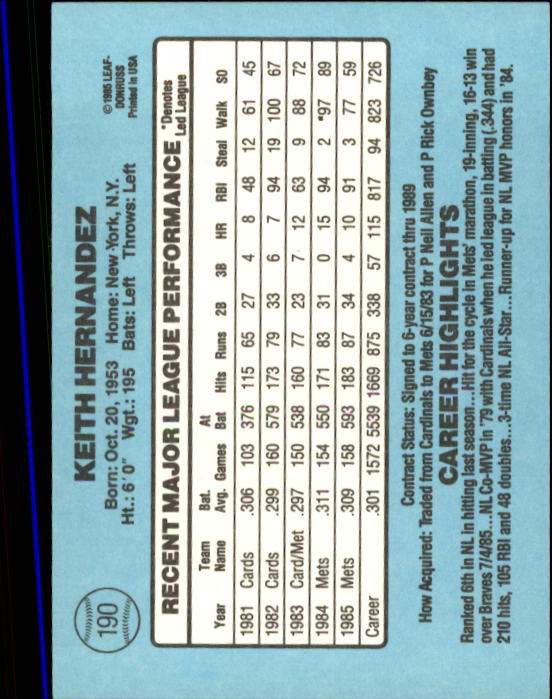 190
KEITH HERNANDEZ
©1985 LEAF-
DONRUSS
Printed in USA
Born: Oct. 20, 1953 Home: New York, N.Y.
Ht.: 6'0" Wgt.: 195 Bats: Left Throws: Left
RECENT MAJOR LEAGUE PERFORMANCE *Denotes Led League
Year Team Name Bat. Avg. Games At Bat Hits Runs 2B 3B HR RBI Steal Walk SO
1981 Cards .306 103 376 115 65 27 4 8 48 12 61 45
1982 Cards .299 160 579 173 79 33 6 7 94 19 100 67
1983 Card/Met .297 150 538 160 77 23 7 12 63 9 88 72
1984 Mets .311 154 550 171 83 31 0 15 94 2 *97 89
1985 Mets .309 158 593 183 87 34 4 10 91 3 77 59
Career .301 1572 5539 1669 875 338 57 115 817 94 823 726
Contract Status: Signed to 6-year contract thru 1989
How Acquired: Traded from Cardinals to Mets 6/15/83 for P Neil Allen and P Rick Ownbey
CAREER HIGHLIGHTS
Ranked 6th in NL in hitting last season...Hit for the cycle in Mets' marathon, 19-inning, 16-13 win
over Braves 7/4/85...NL Co-MVP in '79 with Cardinals when he led league in batting (.344) and had
210 hits, 105 RBI and 48 doubles...3-time NL All-Star...Runner-up for NL MVP honors in '84.